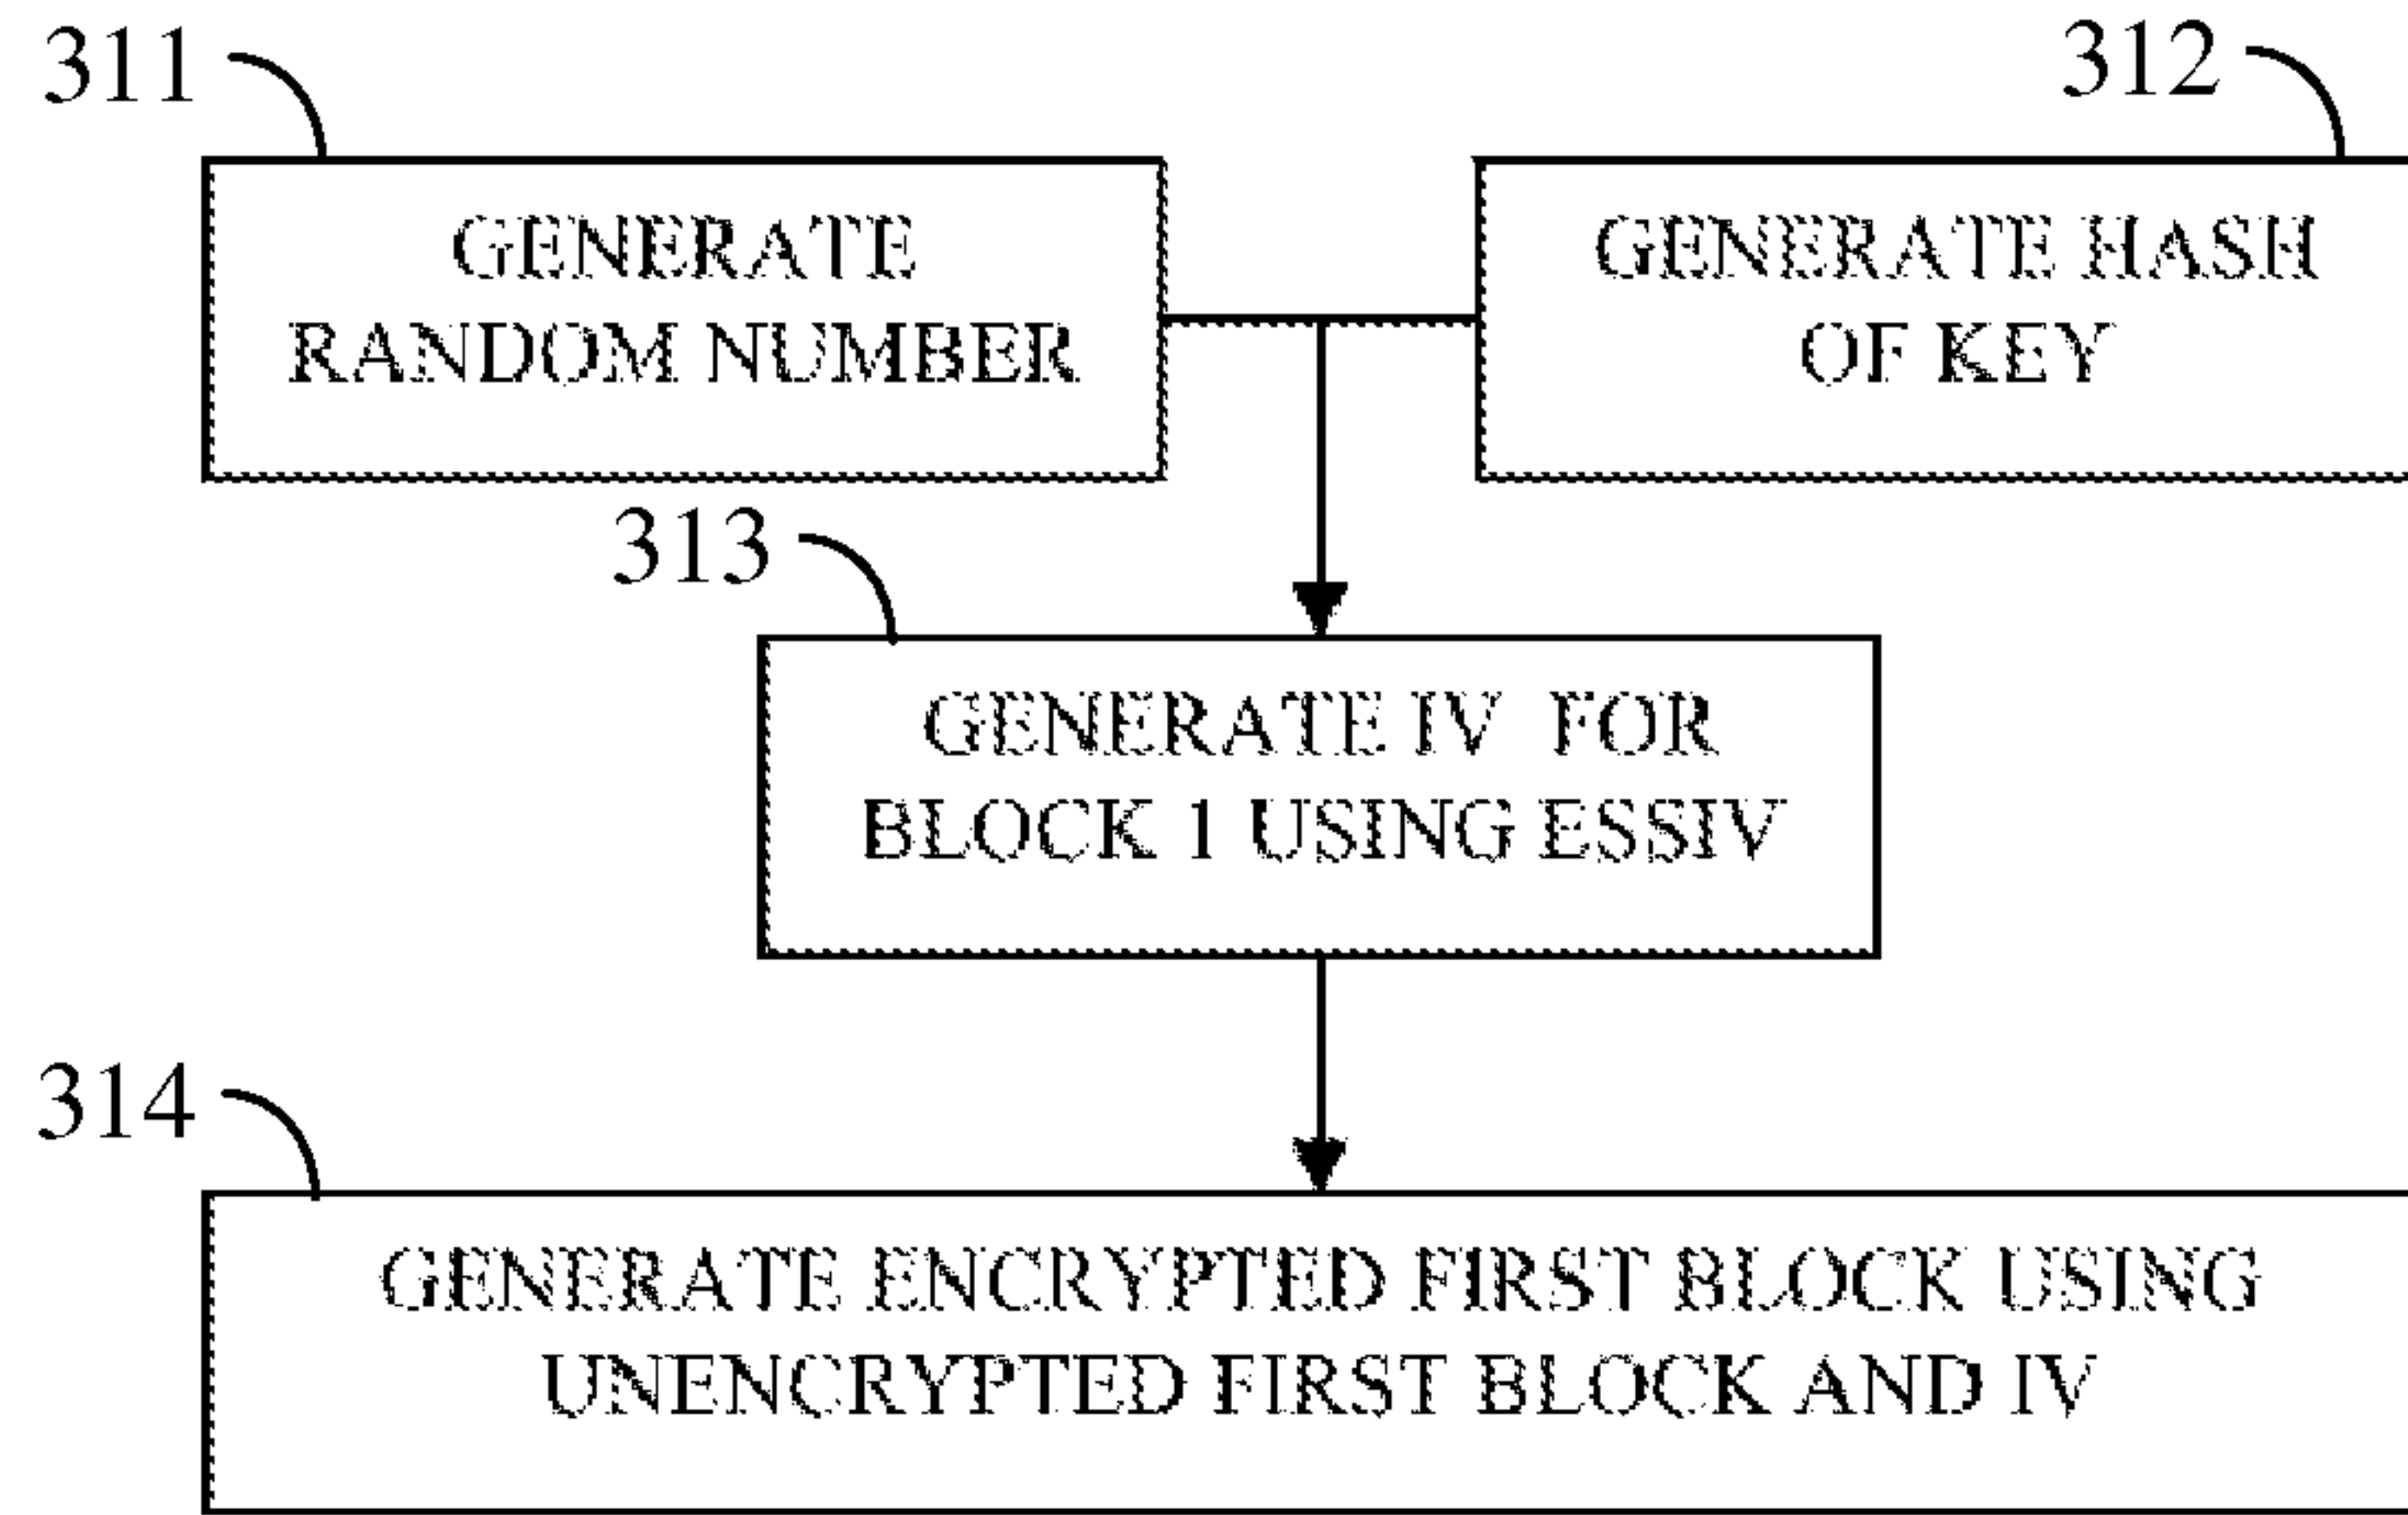 311
312
GENERATE
RANDOM NUMBER
GENERATE HASH
OF KEY
313
GENERATE IV FOR
BLOCK 1 USING ESSIV
314
GENERATE ENCRYPTED FIRST BLOCK USING
UNENCRYPTED FIRST BLOCK AND IV